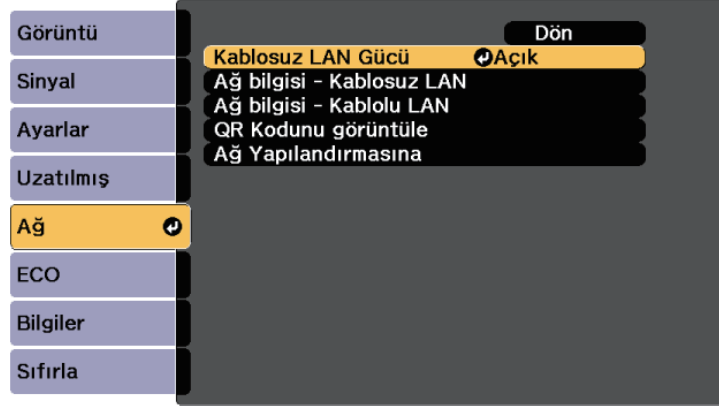 Görüntü
Sinyal
Ayarlar
Uzatılmış
Ağ
ECO
Bilgiler
Sıfırla
Dön
Kablosuz LAN Gücü Açık
Ağ bilgisi - Kablosuz LAN
Ağ bilgisi - Kablolu LAN
QR Kodunu görüntüle
Ağ Yapılandırmasına